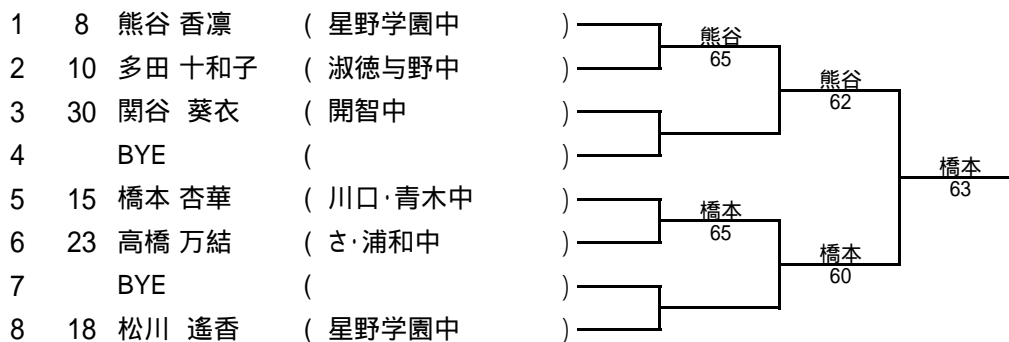 1 8 熊谷 香凛 ( 星野学園中 )
熊谷
65
2 10 多田 十和子 ( 淑徳与野中 )
熊谷
62
3 30 関谷 葵衣 ( 開智中 )
4 BYE ( )
橋本
63
5 15 橋本 杏華 ( 川口・青木中 )
橋本
65
6 23 高橋 万結 ( さ・浦和中 )
橋本
60
7 BYE ( )
8 18 松川 遙香 ( 星野学園中 )